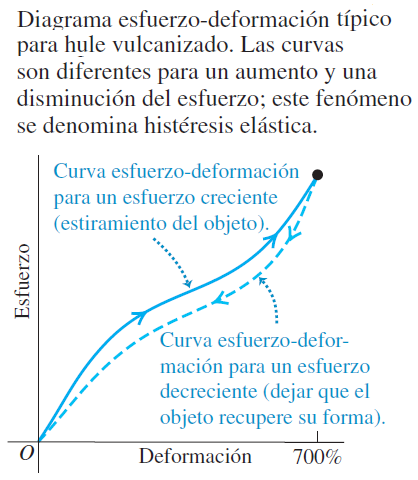 Diagrama esfuerzo-deformación típico
para hule vulcanizado. Las curvas
son diferentes para un aumento y una
disminución del esfuerzo; este fenómeno
se denomina histéresis elástica.
Curva esfuerzo-deformación
para un esfuerzo creciente
(estiramiento del objeto).
Esfuerzo
Curva esfuerzo-defor-
mación para un esfuerzo
decreciente (dejar que el
objeto recupere su forma).
O
Deformación
700%